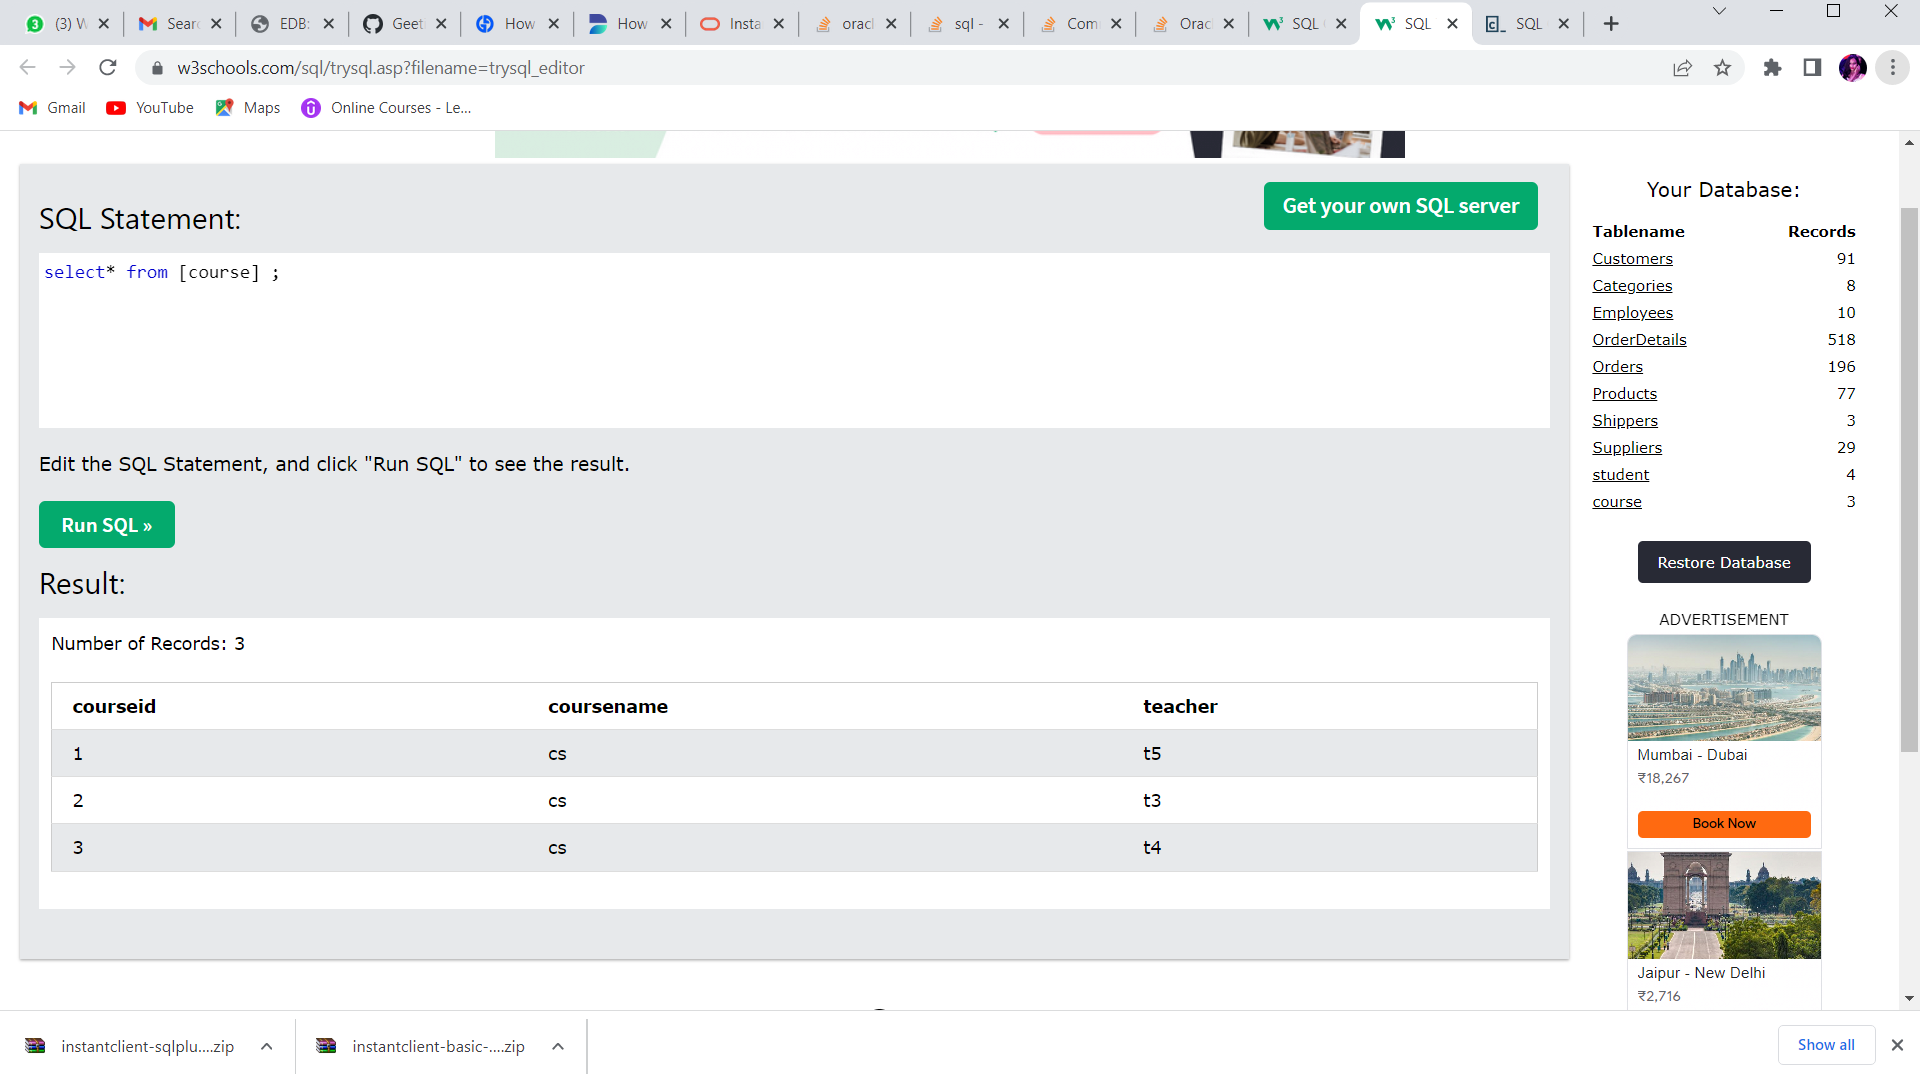 (3) W
Sear
EDB:
Geet
How
How
Insta
oracl
sql -
Com
Orac
SQL
SQL
SQL
w3schools.com/sql/trysql.asp?filename=trysql_editor
Gmail
YouTube
Maps
Online Courses - Le...
SQL Statement:
Get your own SQL server
select* from [course] ;
Edit the SQL Statement, and click "Run SQL" to see the result.
Run SQL »
Result:
Number of Records: 3
courseid coursename teacher
1 cs t5
2 cs t3
3 cs t4
Your Database:
Tablename Records
Customers 91
Categories 8
Employees 10
OrderDetails 518
Orders 196
Products 77
Shippers 3
Suppliers 29
student 4
course 3
Restore Database
ADVERTISEMENT
Mumbai - Dubai
₹18,267
Book Now
Jaipur - New Delhi
₹2,716
instantclient-sqlplu....zip
instantclient-basic-....zip
Show all